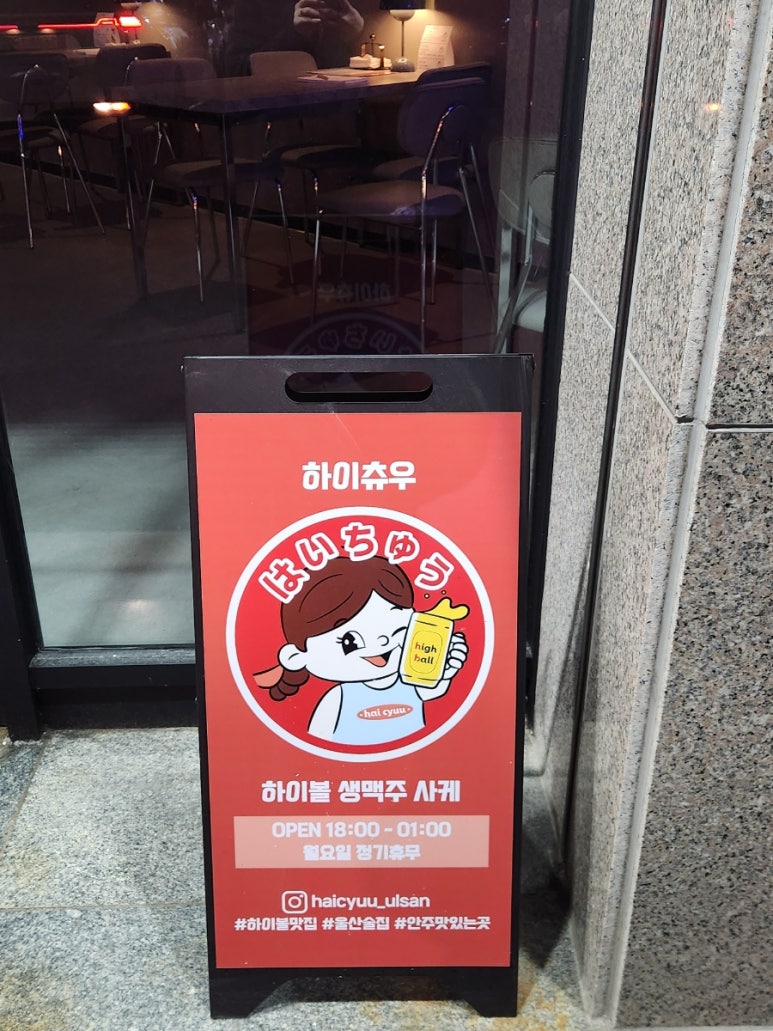 하이츄우
はいちゅう
high
ball
hai cyuu
하이볼 생맥주 사케
OPEN 18:00 - 01:00
월요일 정기휴무
haicyuu_ulsan
#하이볼맛집 #울산술집 #안주맛있는곳